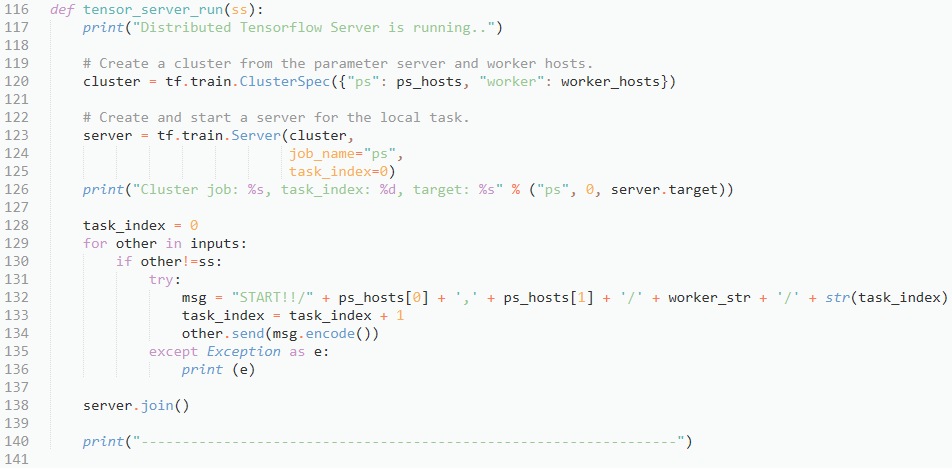 116 def tensor_server_run(ss):
117     print("Distributed Tensorflow Server is running..")
118
119     # Create a cluster from the parameter server and worker hosts.
120     cluster = tf.train.ClusterSpec({"ps": ps_hosts, "worker": worker_hosts})
121
122     # Create and start a server for the local task.
123     server = tf.train.Server(cluster,
124                              job_name="ps",
125                              task_index=0)
126     print("Cluster job: %s, task_index: %d, target: %s" % ("ps", 0, server.target))
127
128     task_index = 0
129     for other in inputs:
130         if other!=ss:
131             try:
132                 msg = "START!!/" + ps_hosts[0] + ',' + ps_hosts[1] + '/' + worker_str + '/' + str(task_index)
133                 task_index = task_index + 1
134                 other.send(msg.encode())
135             except Exception as e:
136                 print (e)
137
138     server.join()
139
140     print("-----------------------------------------------------------------")
141